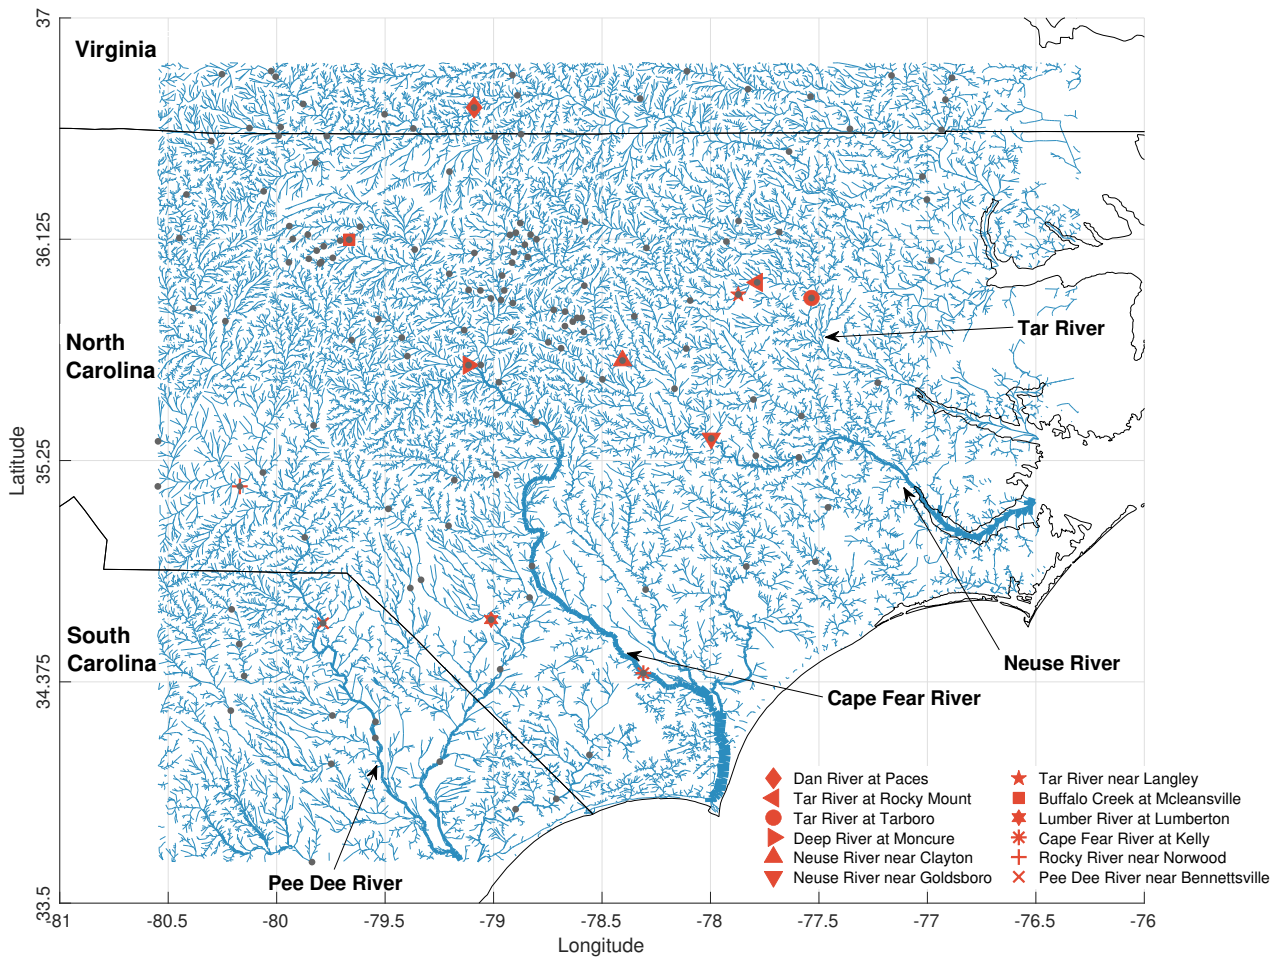 37
Virginia
36.125
Tar River
North
Carolina
35.25
Latitude
South
Carolina
Neuse River
34.375
Cape Fear River
Dan River at Paces
Tar River at Rocky Mount
Tar River at Tarboro
Deep River at Moncure
Neuse River near Clayton
Neuse River near Goldsboro
Tar River near Langley
Buffalo Creek at Mcleansville
Lumber River at Lumberton
Cape Fear River at Kelly
Rocky River near Norwood
Pee Dee River near Bennettsville
Pee Dee River
33.5
-81 -80.5 -80 -79.5 -79 -78.5 -78 -77.5 -77 -76.5 -76
Longitude